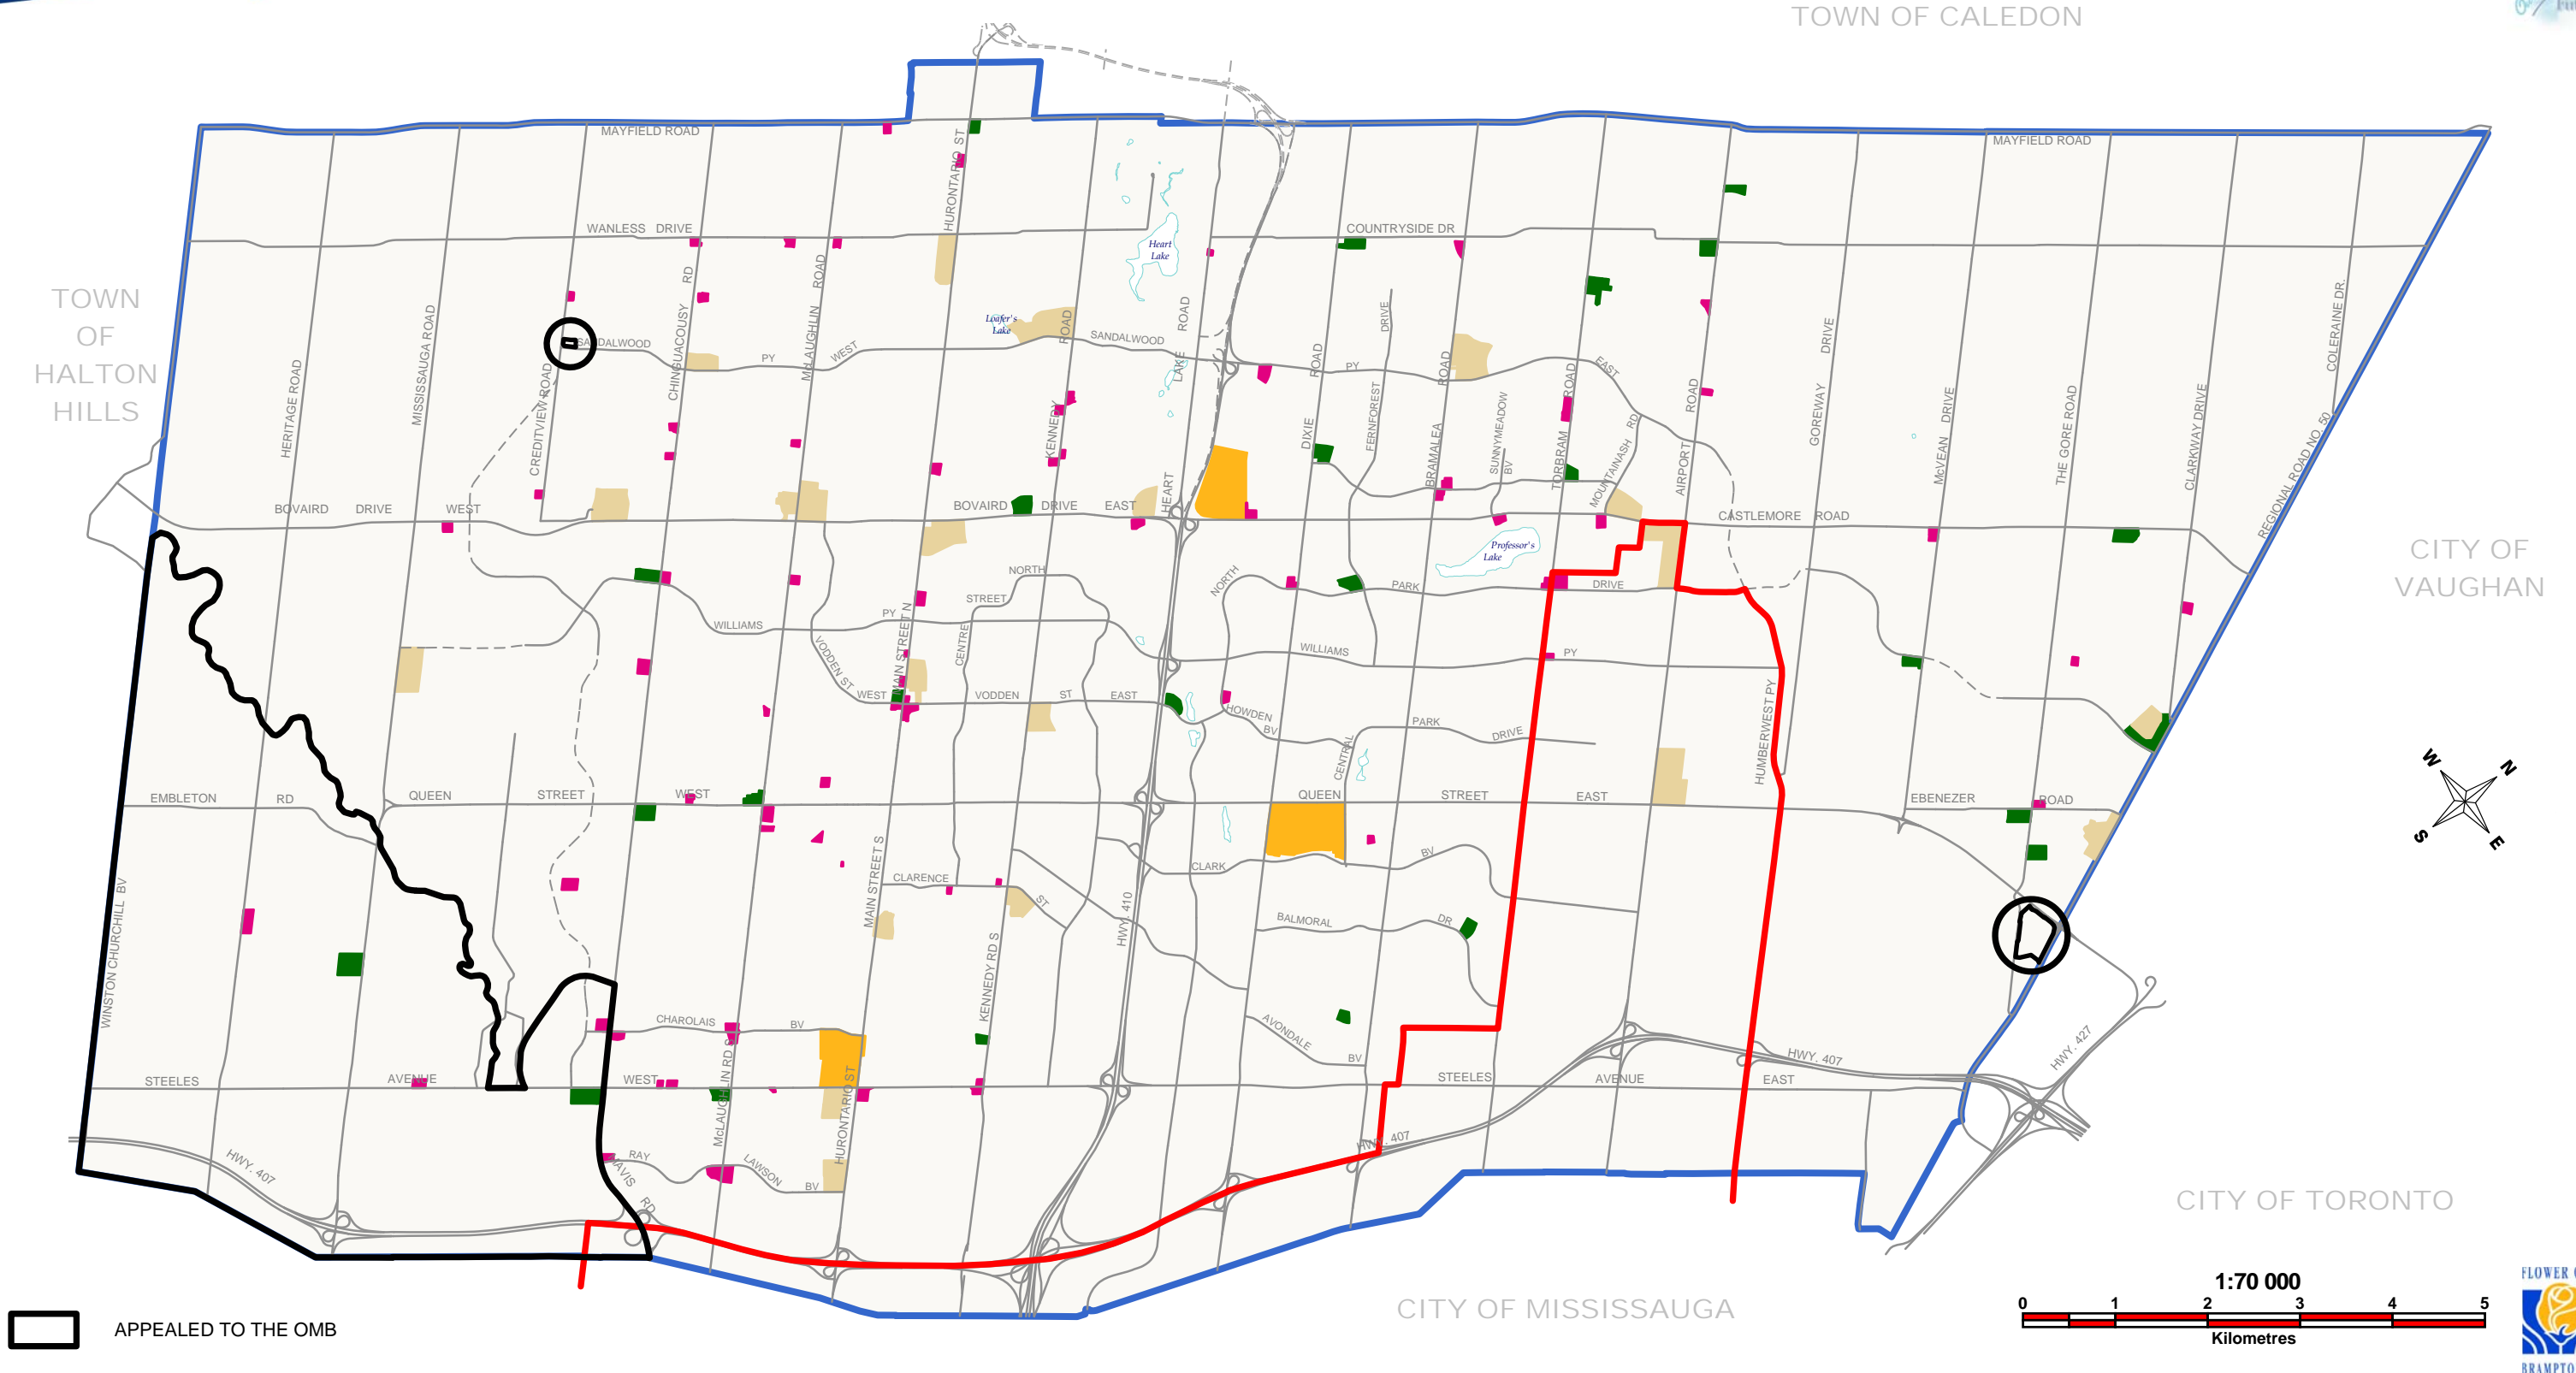 TOWN OF CALEDON
MAYFIELD ROAD
MAYFIELD ROAD
HURONTARIO ST
WANLESS DRIVE
COUNTRYSIDE DR
Heart
Lake
TOWN
OF
HALTON
HILLS
Loafer's
Lake
SANDALWOOD
PY
WEST
SANDALWOOD
PY
EAST
HERITAGE ROAD
MISSISSAUGA ROAD
CREDITVIEW ROAD
CHINGUACOUSY RD
McLAUGHLIN ROAD
KENNEDY ROAD
HEART LAKE ROAD
DIXIE ROAD
FERNFOREST DRIVE
BRAMALEA ROAD
SUNNYMEADOW
BV
TORBRAM ROAD
MOUNTAINASH RD
AIRPORT ROAD
GOREWAY DRIVE
McVEAN DRIVE
THE GORE ROAD
CLARKWAY DRIVE
COLERAINE DR.
REGIONAL ROAD NO. 50
BOVAIRD DRIVE WEST
BOVAIRD DRIVE EAST
CASTLEMORE ROAD
Professor's
Lake
CITY OF
VAUGHAN
NORTH
STREET
CENTRE
NORTH
PARK
DRIVE
WILLIAMS
PY
WILLIAMS
PY
VODDEN ST
WEST
MAIN STREET N
VODDEN ST EAST
HOWDEN
BV
CENTRAL
PARK
DRIVE
HUMBERWEST PY
W
N
S
E
EMBLETON RD
QUEEN STREET WEST
QUEEN STREET EAST
EBENEZER ROAD
CLARK
BV
CLARENCE
ST
MAIN STREET S
WINSTON CHURCHILL BV
BALMORAL
DR
HWY. 410
KENNEDY RD S
CHAROLAIS
BV
AVONDALE
BV
McLAUGHLIN RD S
HURONTARIO ST
STEELES AVENUE WEST
STEELES AVENUE EAST
HWY. 407
HWY. 427
HWY. 407
HWY. 407
RAY
LAWSON
BV
MAVIS RD
CITY OF TORONTO
CITY OF MISSISSAUGA
1:70 000
0 1 2 3 4 5
Kilometres
APPEALED TO THE OMB
FLOWER
BRAMPTO